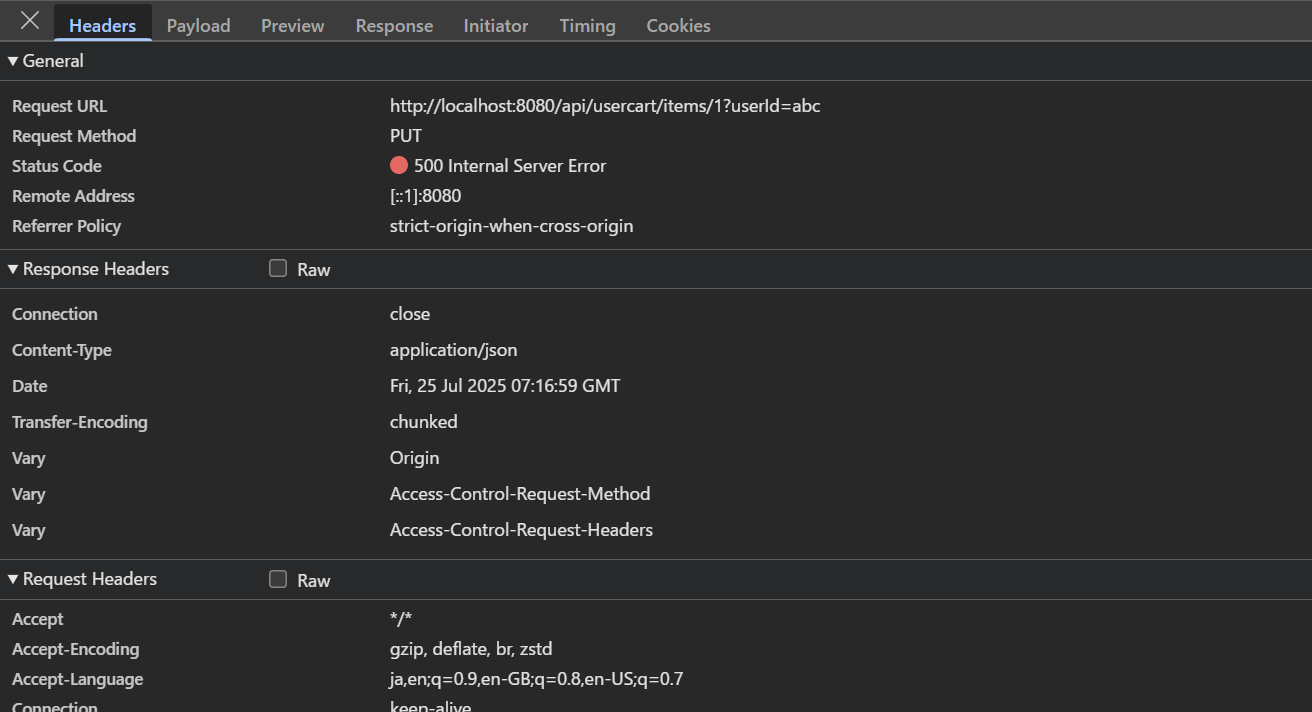 Headers Payload Preview Response Initiator Timing Cookies
General
Request URL http://localhost:8080/api/usercart/items/1?userId=abc
Request Method PUT
Status Code 500 Internal Server Error
Remote Address [::1]:8080
Referrer Policy strict-origin-when-cross-origin
Response Headers Raw
Connection close
Content-Type application/json
Date Fri, 25 Jul 2025 07:16:59 GMT
Transfer-Encoding chunked
Vary Origin
Vary Access-Control-Request-Method
Vary Access-Control-Request-Headers
Request Headers Raw
Accept */*
Accept-Encoding gzip, deflate, br, zstd
Accept-Language ja,en;q=0.9,en-GB;q=0.8,en-US;q=0.7
Connection keep-alive